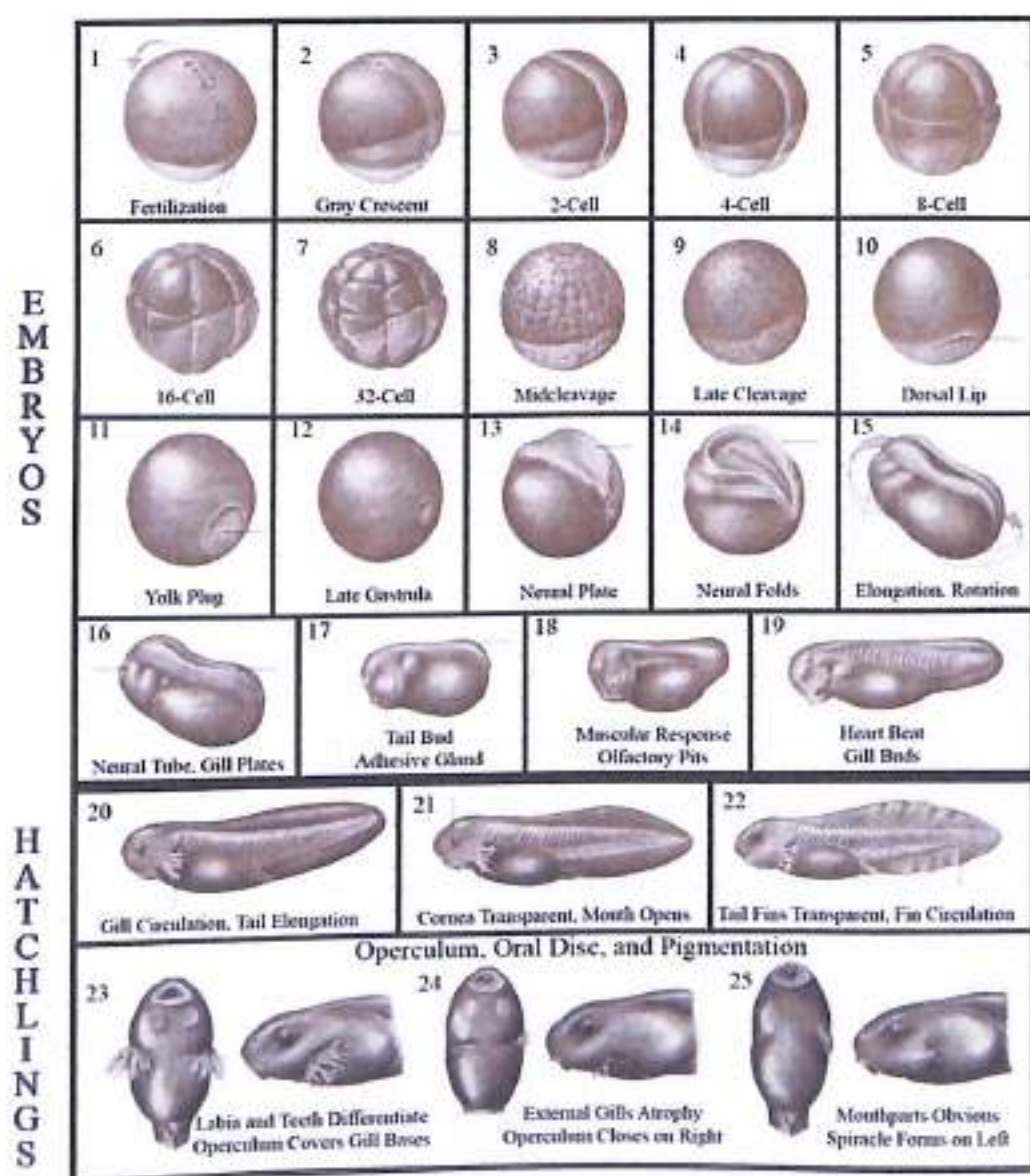 EMBRYOS
1
Fertilization
2
Gray Crescent
3
2-Cell
4
4-Cell
5
8-Cell
6
16-Cell
7
32-Cell
8
Midcleavage
9
Late Cleavage
10
Dorsal Lip
11
Yolk Plug
12
Late Gastrula
13
Neural Plate
14
Neural Folds
15
Elongation, Rotation
16
Neural Tube, Gill Plates
17
Tail Bud
Adhesive Gland
18
Muscular Response
Olfactory Pits
19
Heart Beat
Gill Buds
HATCHLINGS
20
Gill Circulation, Tail Elongation
21
Cornea Transparent, Mouth Opens
22
Tail Fins Transparent, Fin Circulation
Operculum, Oral Disc, and Pigmentation
23
Labia and Teeth Differentiate
Operculum Covers Gill Bases
24
External Gills Atrophy
Operculum Closes on Right
25
Mouthparts Obvious
Spiracle Forms on Left